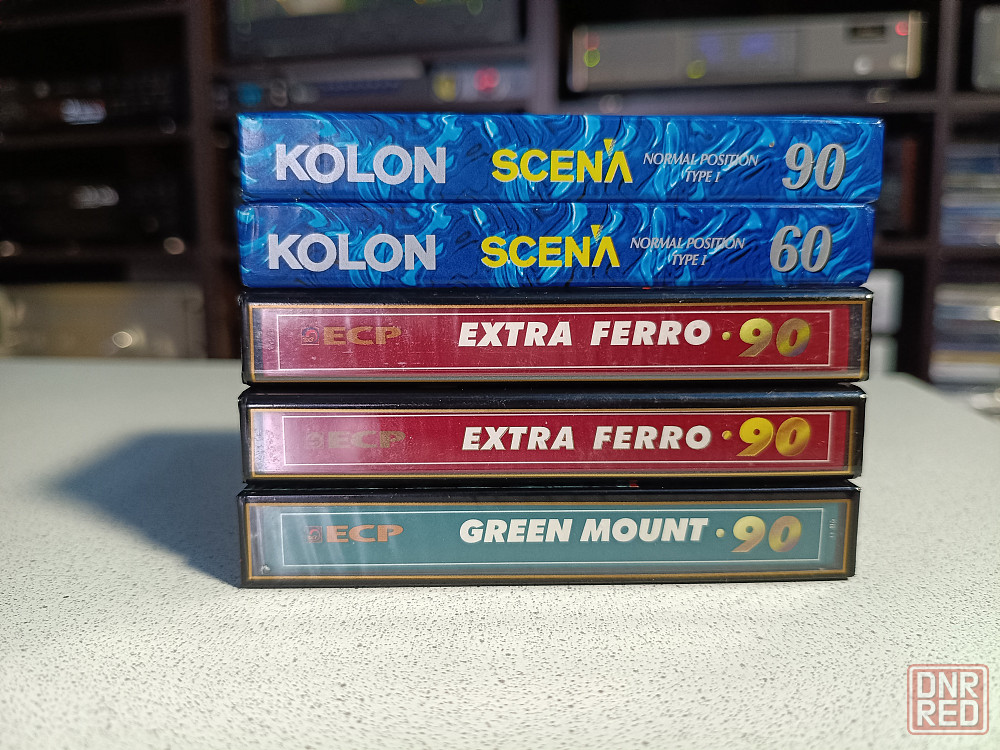 KOLON SCENA NORMAL POSITION TYPE I 90
KOLON SCENA NORMAL POSITION TYPE I 60
ECP EXTRA FERRO · 90
ECP EXTRA FERRO · 90
ECP GREEN MOUNT · 90
DNR
RED